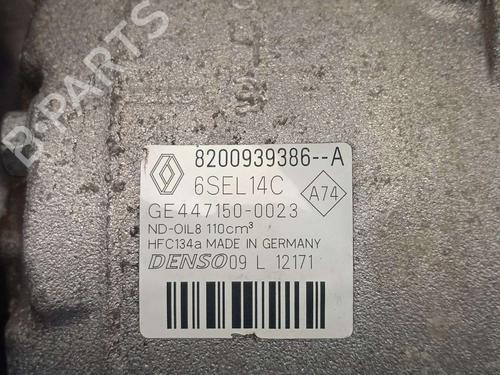 B-PARTS
8200939386--A
6SEL14C
A74
GE447150-0023
ND-OIL8 110cm³
HFC134a MADE IN GERMANY
DENSO 09 L 12171